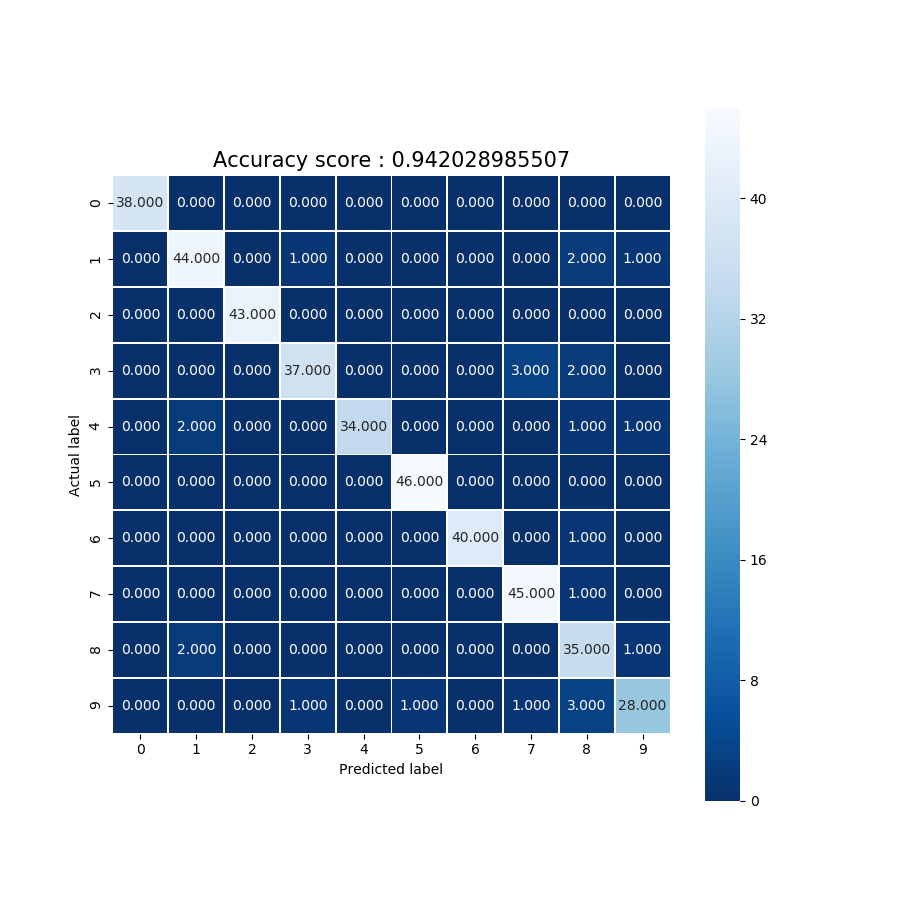 Accuracy score : 0.942028985507
0 38.000 0.000 0.000 0.000 0.000 0.000 0.000 0.000 0.000 0.000
1 0.000 44.000 0.000 1.000 0.000 0.000 0.000 0.000 2.000 1.000
2 0.000 0.000 43.000 0.000 0.000 0.000 0.000 0.000 0.000 0.000
3 0.000 0.000 0.000 37.000 0.000 0.000 0.000 3.000 2.000 0.000
4 0.000 2.000 0.000 0.000 34.000 0.000 0.000 0.000 1.000 1.000
5 0.000 0.000 0.000 0.000 0.000 46.000 0.000 0.000 0.000 0.000
6 0.000 0.000 0.000 0.000 0.000 0.000 40.000 0.000 1.000 0.000
7 0.000 0.000 0.000 0.000 0.000 0.000 0.000 45.000 1.000 0.000
8 0.000 2.000 0.000 0.000 0.000 0.000 0.000 0.000 35.000 1.000
9 0.000 0.000 0.000 1.000 0.000 1.000 0.000 1.000 3.000 28.000
0 1 2 3 4 5 6 7 8 9
Predicted label
Actual label
40
32
24
16
8
0